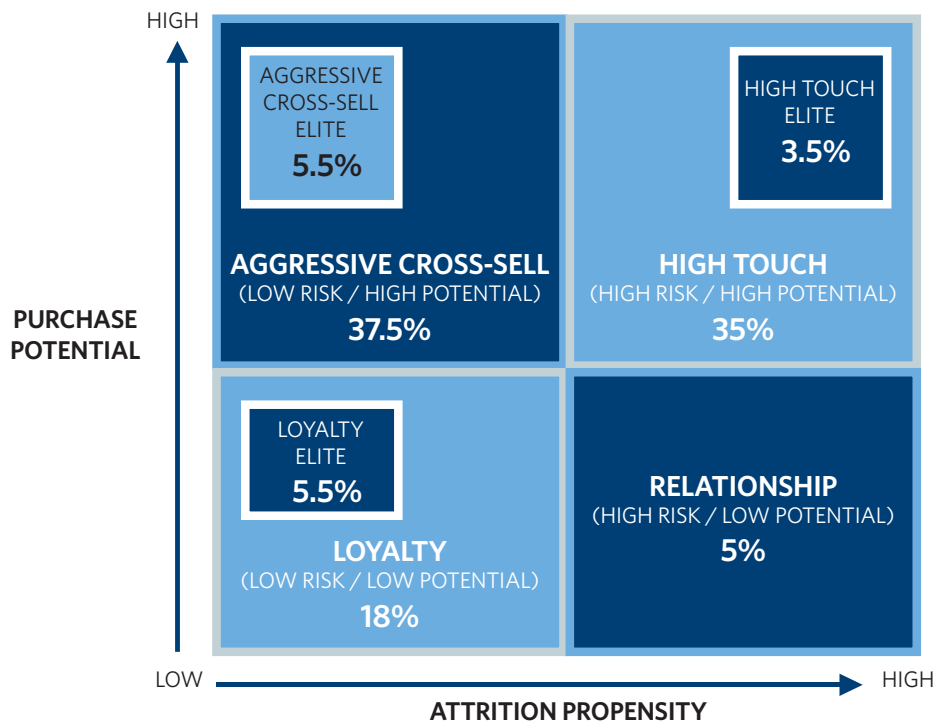 HIGH
AGGRESSIVE
CROSS-SELL
ELITE
5.5%
HIGH TOUCH
ELITE
3.5%
AGGRESSIVE CROSS-SELL
(LOW RISK / HIGH POTENTIAL)
37.5%
HIGH TOUCH
(HIGH RISK / HIGH POTENTIAL)
35%
PURCHASE
POTENTIAL
LOYALTY
ELITE
5.5%
LOYALTY
(LOW RISK / LOW POTENTIAL)
18%
RELATIONSHIP
(HIGH RISK / LOW POTENTIAL)
5%
LOW
HIGH
ATTRITION PROPENSITY